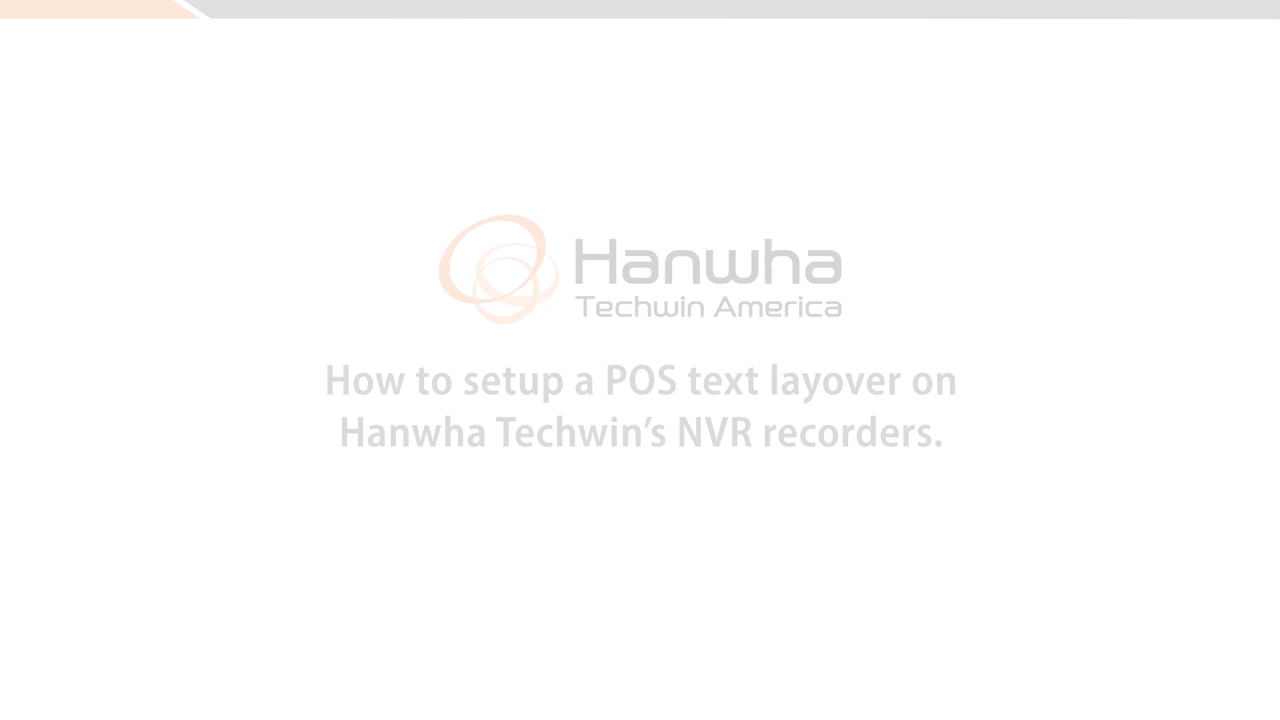 Hanwha
Techwin America
How to setup a POS text layover on
Hanwha Techwin’s NVR recorders.